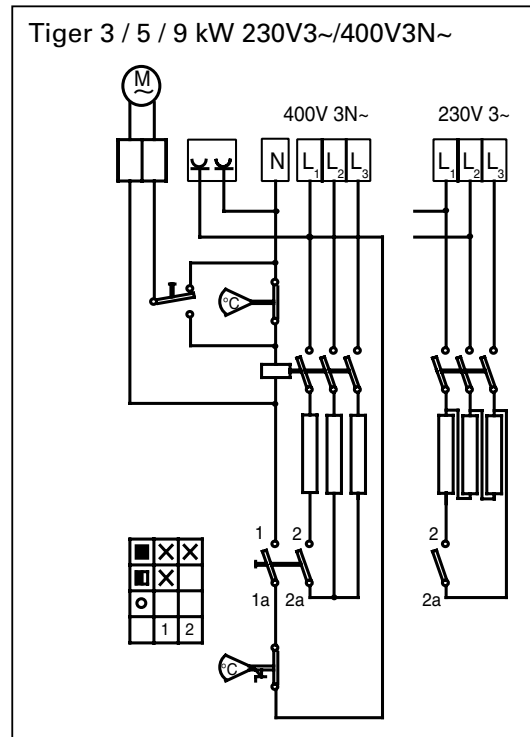 Tiger 3 / 5 / 9 kW 230V3~/400V3N~
M
~
400V 3N~ 230V 3~
N L1 L2 L3 L1 L2 L3
°C
1 2 2
1a 2a 2a
1 2
°C